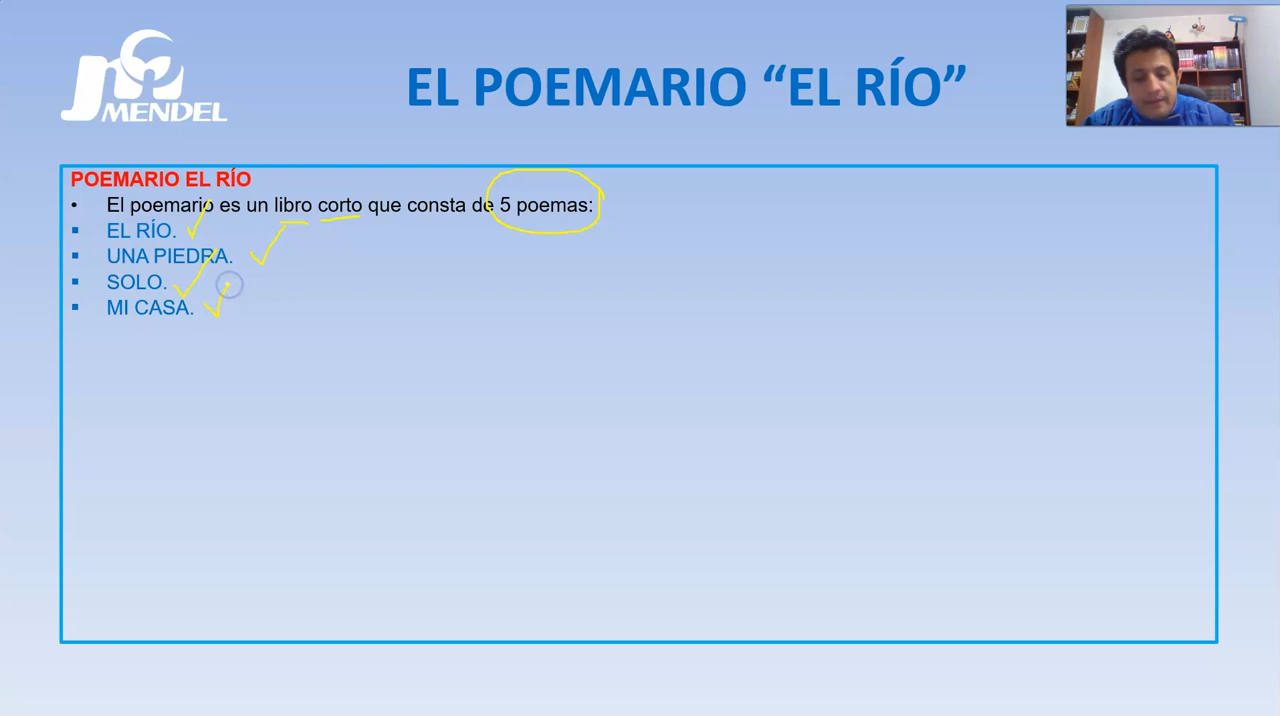 MENDEL
EL POEMARIO “EL RÍO”
POEMARIO EL RÍO
• El poemario es un libro corto que consta de 5 poemas:
▪ EL RÍO.
▪ UNA PIEDRA.
▪ SOLO.
▪ MI CASA.